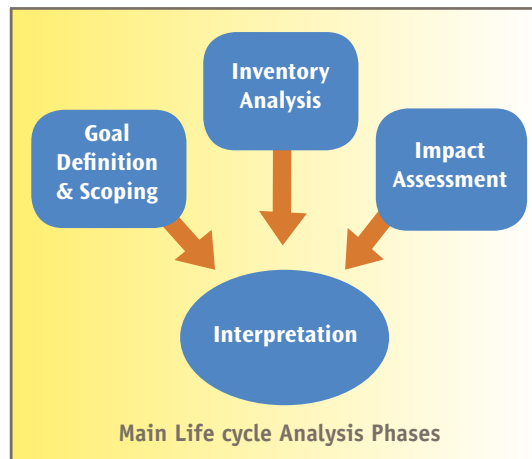 Inventory
Analysis
Goal
Definition
& Scoping
Impact
Assessment
Interpretation
Main Life cycle Analysis Phases